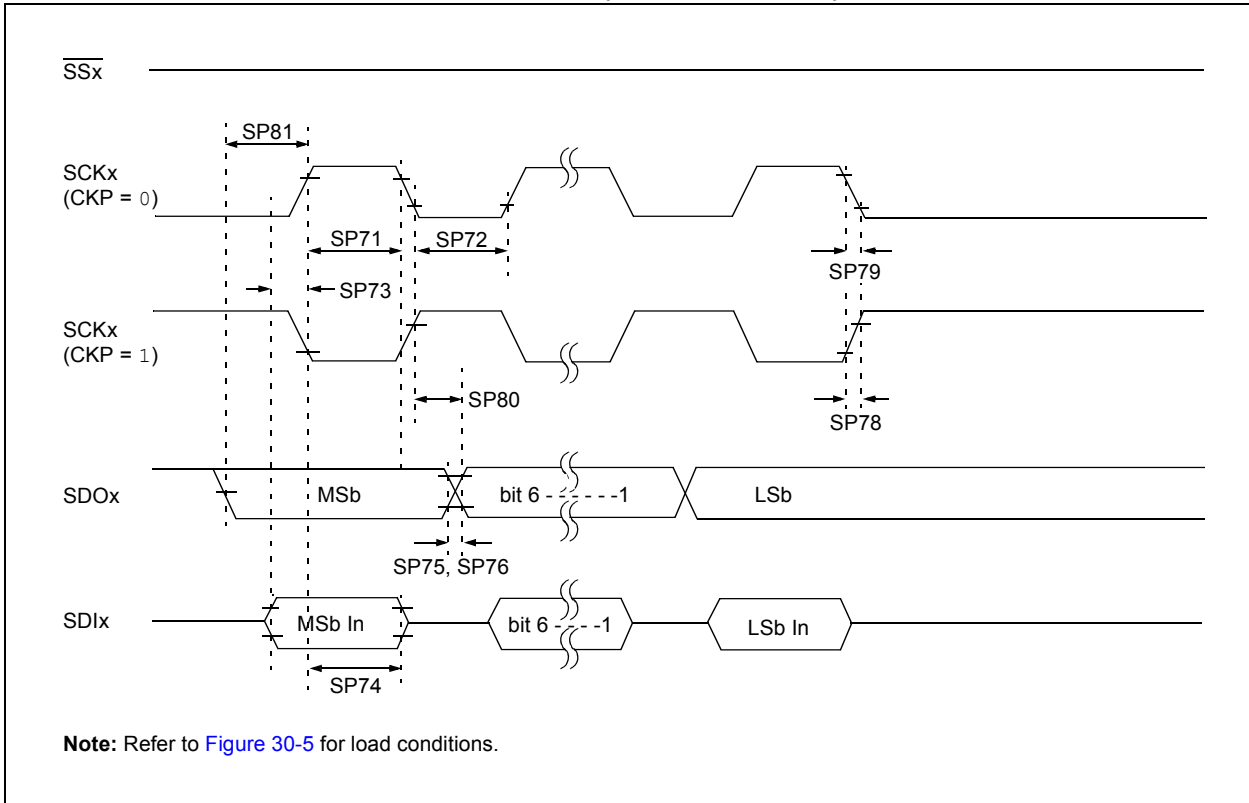 SSx
SP81
SCKx
(CKP = 0)
SP71
SP72
SP79
SP73
SCKx
(CKP = 1)
SP80
SP78
SDOx
MSb
bit 6 - - - - - -1
LSb
SP75, SP76
SDIx
MSb In
bit 6 - - - -1
LSb In
SP74
Note: Refer to Figure 30-5 for load conditions.